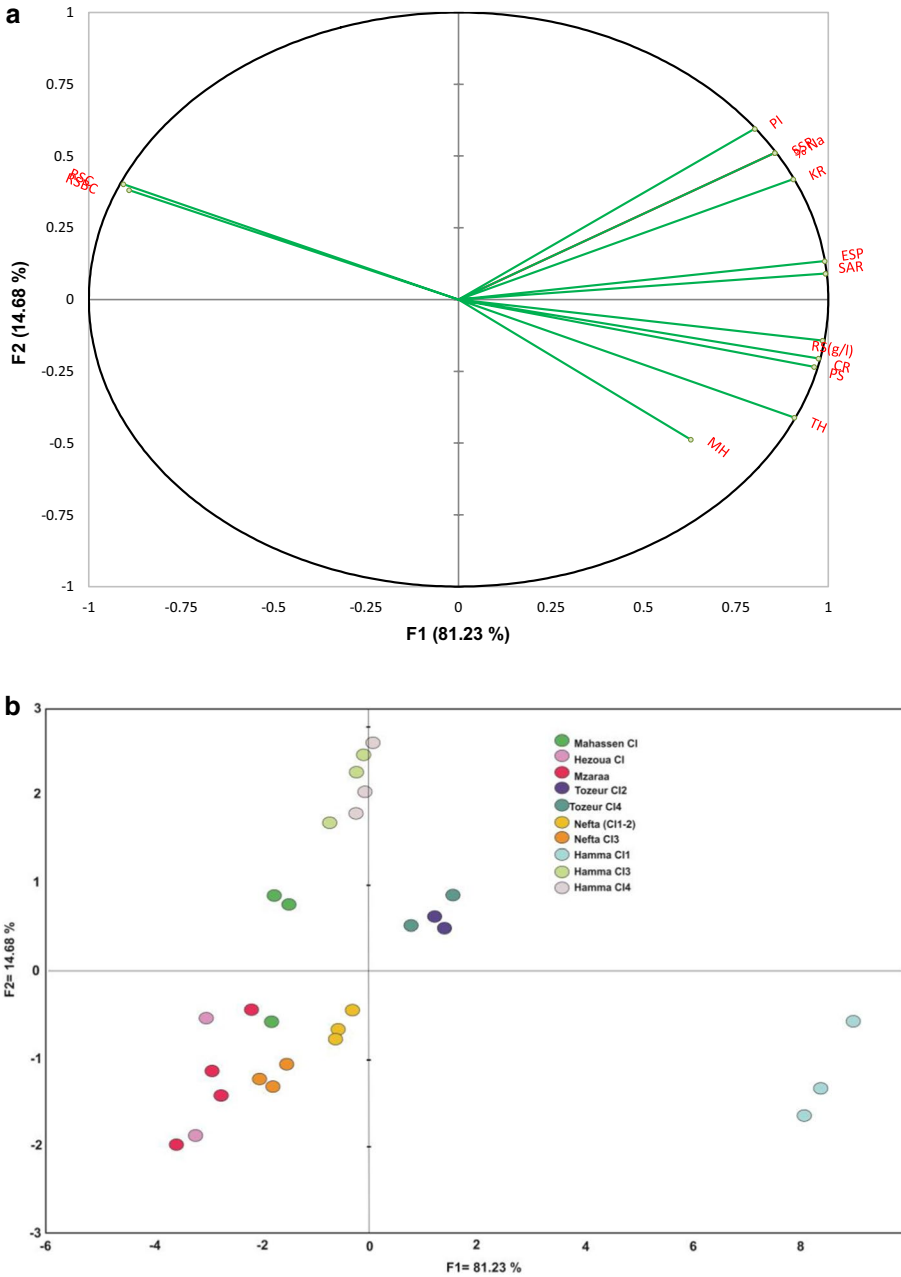 a
1
0.75
0.5
0.25
0
-0.25
-0.5
-0.75
-1
F2 (14.68 %)
PI
SSR
% Na
KR
RSC
RSBC
ESP
SAR
RS(g/l)
CR
PS
TH
MH
-1 -0.75 -0.5 -0.25 0 0.25 0.5 0.75 1
F1 (81.23 %)
b
3
2
1
0
-1
-2
-3
F2= 14.68 %
Mahassen CI
Hezoua CI
Mzaraa
Tozeur CI2
Tozeur CI4
Nefta (CI1-2)
Nefta CI3
Hamma CI1
Hamma CI3
Hamma CI4
-6 -4 -2 0 2 4 6 8
F1= 81.23 %